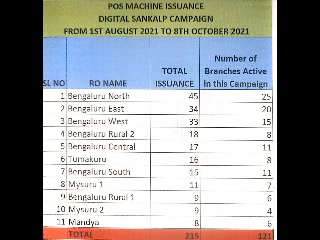 POS MACHINE ISSUANCE
DIGITAL SANKALP CAMPAIGN
FROM 1ST AUGUST 2021 TO 8TH OCTOBER 2021
SL NO RO NAME TOTAL ISSUANCE Number of Branches Active in this Campaign
1 Bengaluru North 45 25
2 Bengaluru East 34 20
3 Bengaluru West 33 15
4 Bengaluru Rural 2 18 8
5 Bengaluru Central 17 11
6 Tumakuru 16 8
7 Bengaluru South 15 11
8 Mysuru 1 11 7
9 Bengaluru Rural 1 9 6
10 Mysuru 2 9 4
11 Mandya 8 6
TOTAL 215 121